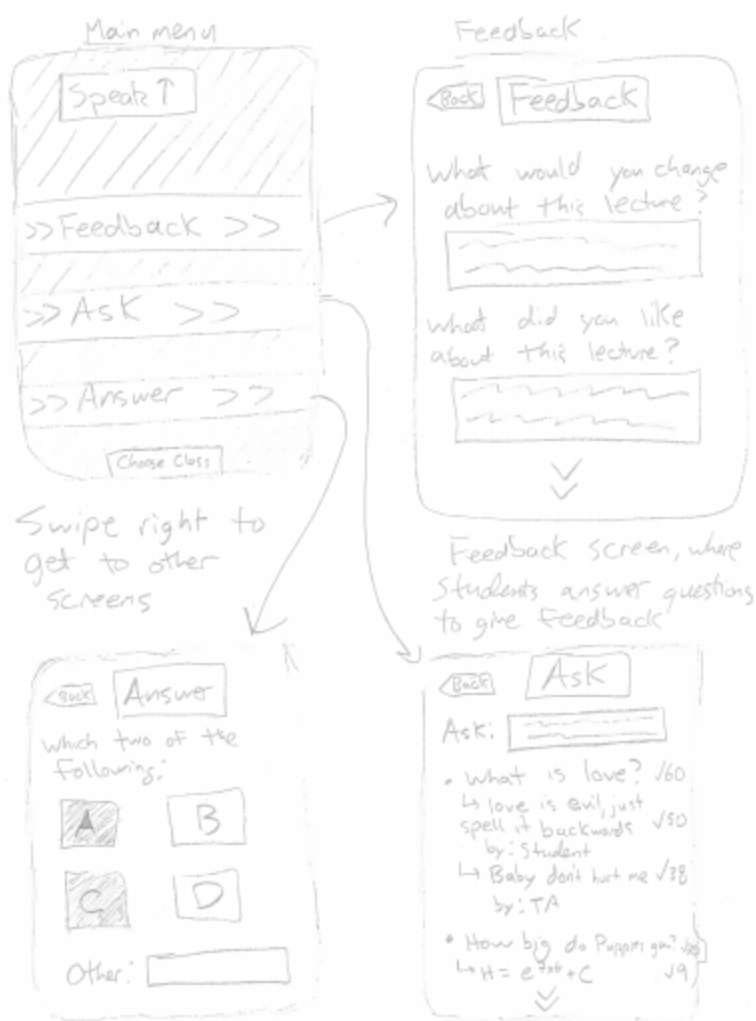 Main menu
Speak ↑
>> Feedback >>
>> Ask >>
>> Answer >>
Choose Class
Swipe right to
get to other
screens
Feedback
Back
Feedback
What would you change
about this lecture?
What did you like
about this lecture?
Feedback screen, where
students answer questions
to give feedback
Back
Answer
Which two of the
following:
A
B
C
D
Other:
Back
Ask
Ask:
• What is love? √60
↳ love is evil, just
spell it backwards √50
by: Student
↳ Baby don't hurt me √38
by: TA
• How big do Puppies
↳ H = + C √9